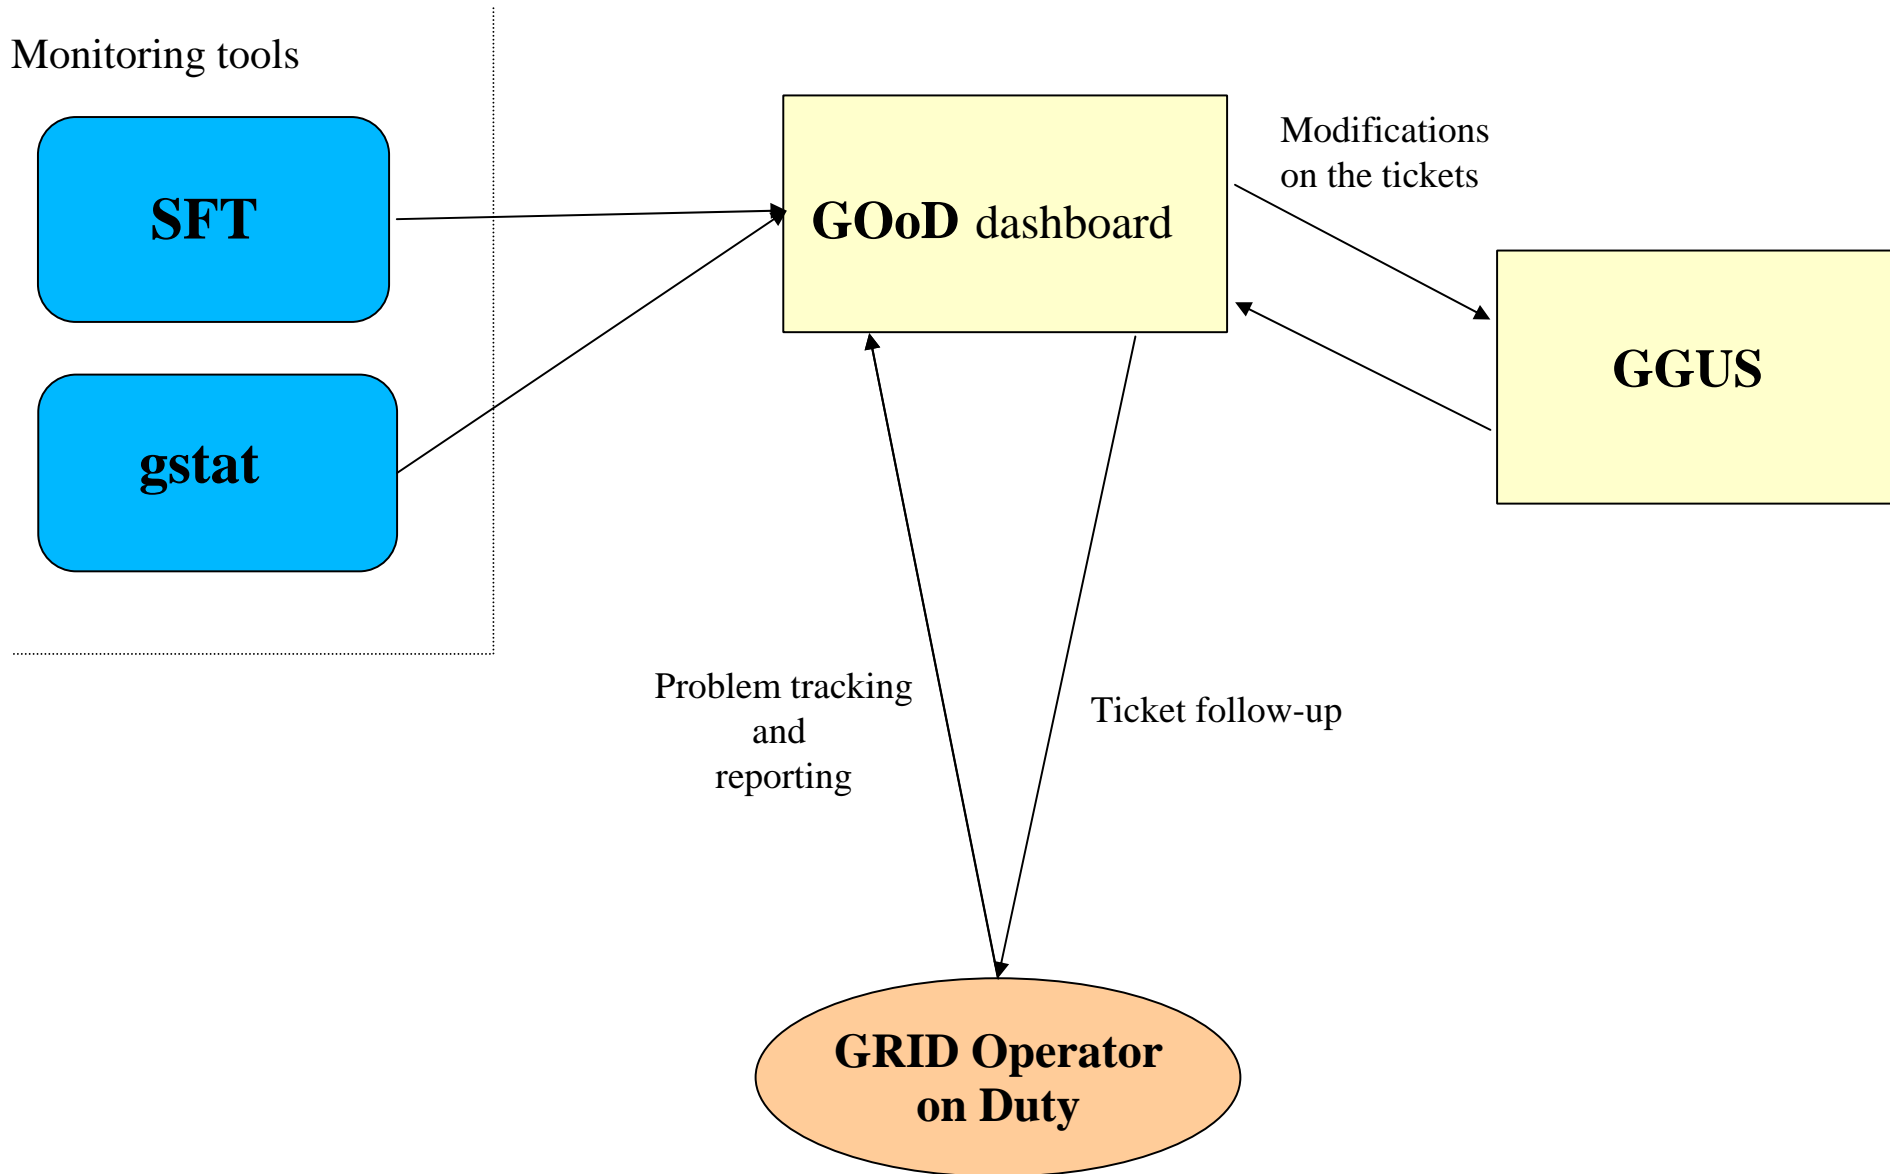 Monitoring tools
SFT
gstat
GOoD dashboard
Modifications
on the tickets
GGUS
Problem tracking
and
reporting
Ticket follow-up
GRID Operator
on Duty